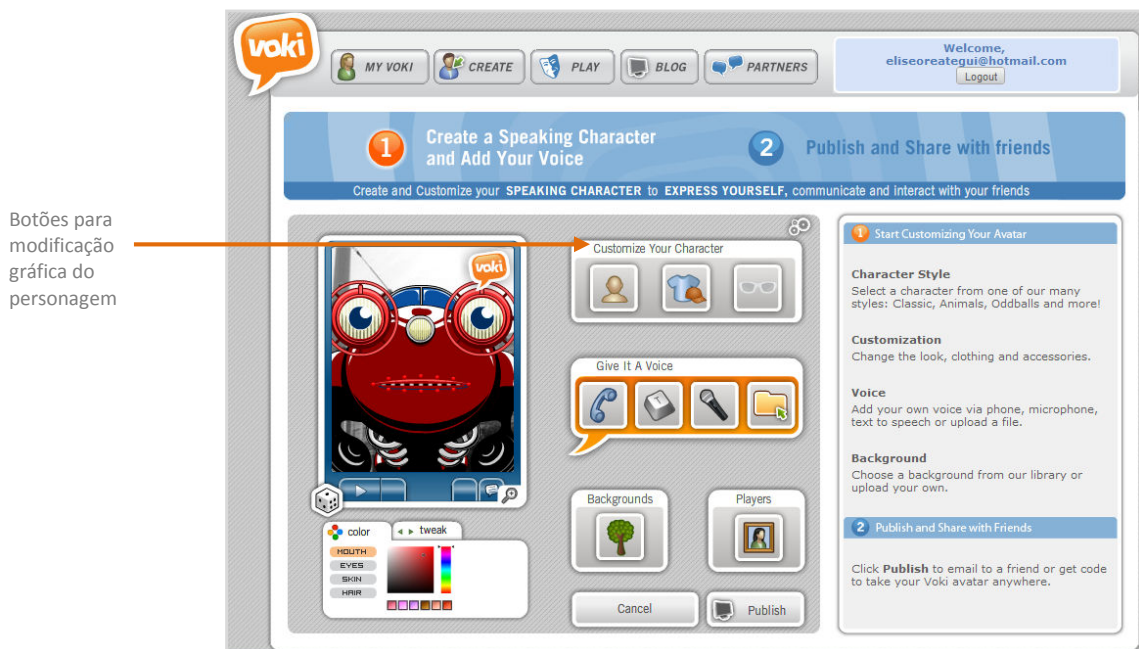 voki
MY VOKI
CREATE
PLAY
BLOG
PARTNERS
Welcome,
eliseoreategui@hotmail.com
Logout
1
Create a Speaking Character
and Add Your Voice
2
Publish and Share with friends
Create and Customize your SPEAKING CHARACTER to EXPRESS YOURSELF, communicate and interact with your friends
Botões para
modificação
gráfica do
personagem
voki
color
tweak
MOUTH
EYES
SKIN
HAIR
Customize Your Character
Give It A Voice
T
Backgrounds
Players
Cancel
Publish
1 Start Customizing Your Avatar
Character Style
Select a character from one of our many
styles: Classic, Animals, Oddballs and more!
Customization
Change the look, clothing and accessories.
Voice
Add your own voice via phone, microphone,
text to speech or upload a file.
Background
Choose a background from our library or
upload your own.
2 Publish and Share with Friends
Click Publish to email to a friend or get code
to take your Voki avatar anywhere.